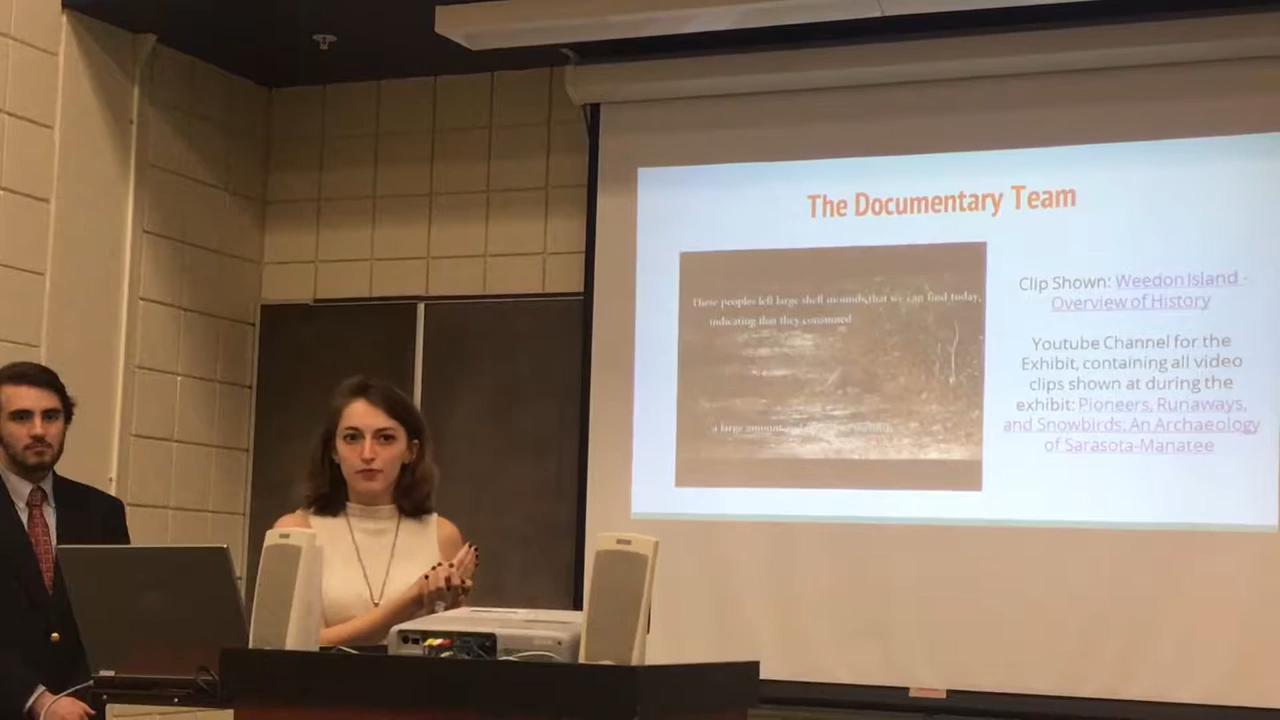 The Documentary Team
These peoples left large shell mounds, that we can find today,
indicating that they consumed
a large amount
Clip Shown: Weedon Island -
Overview of History
Youtube Channel for the
Exhibit, containing all video
clips shown at during the
exhibit: Pioneers, Runaways,
and Snowbirds: An Archaeology
of Sarasota-Manatee